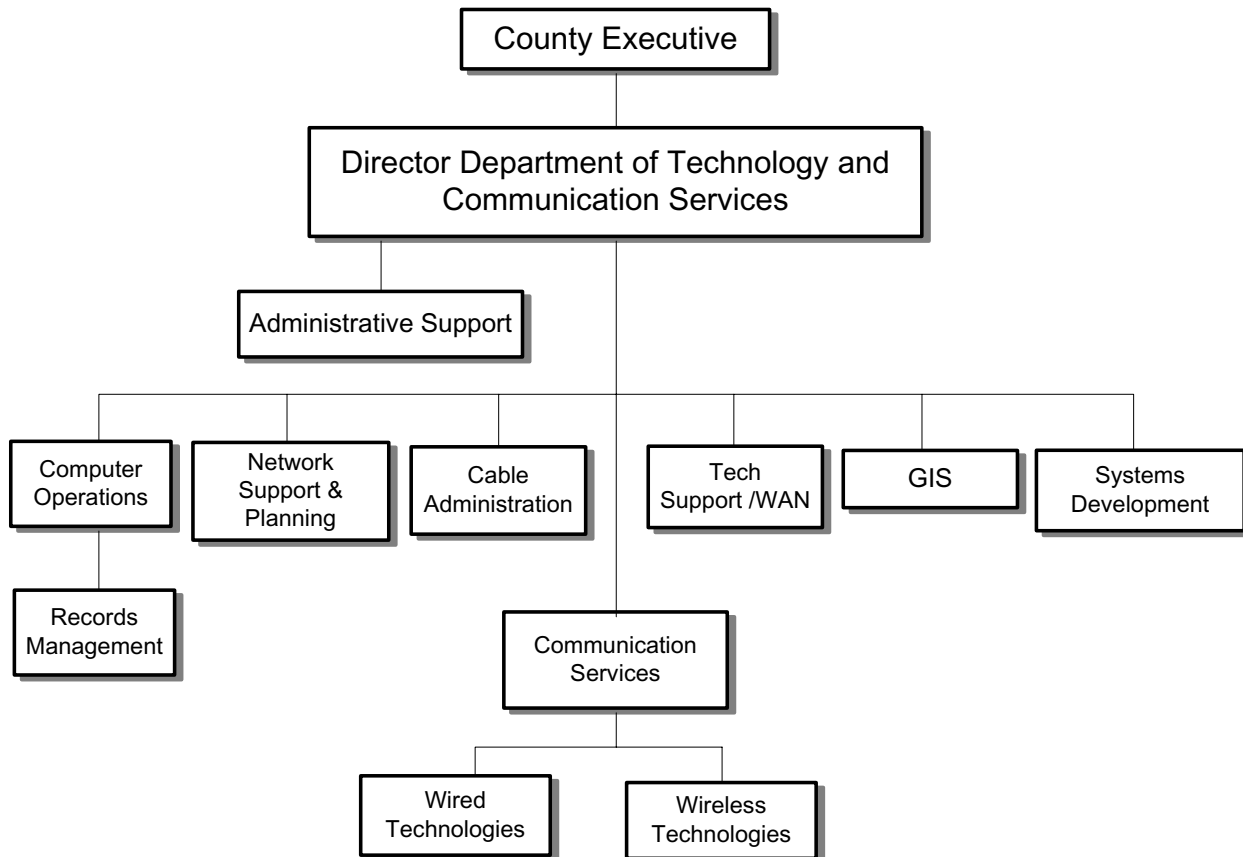 County Executive
Director Department of Technology and
Communication Services
Administrative Support
Computer
Operations
Network
Support &
Planning
Cable
Administration
Tech
Support /WAN
GIS
Systems
Development
Records
Management
Communication
Services
Wired
Technologies
Wireless
Technologies